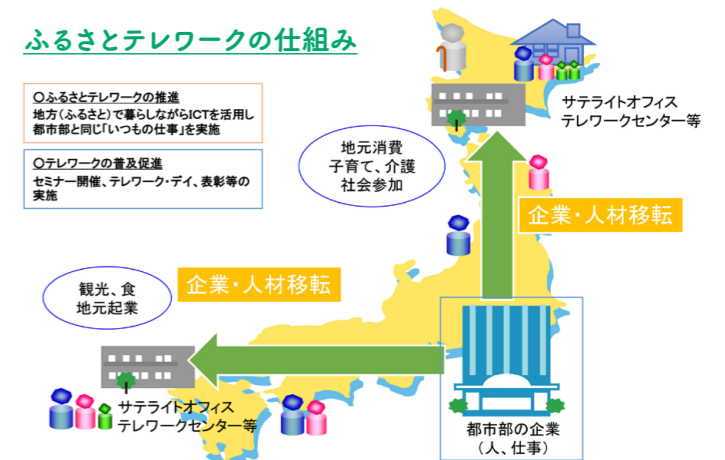 ふるさとテレワークの仕組み
〇ふるさとテレワークの推進
地方(ふるさと)で暮らしながらICTを活用し
都市部と同じ「いつもの仕事」を実施
〇テレワークの普及促進
セミナー開催、テレワーク・デイ、表彰等の
実施
サテライトオフィス
テレワークセンター等
地元消費
子育て、介護
社会参加
企業・人材移転
企業・人材移転
観光、食
地元起業
サテライトオフィス
テレワークセンター等
都市部の企業
(人、仕事)